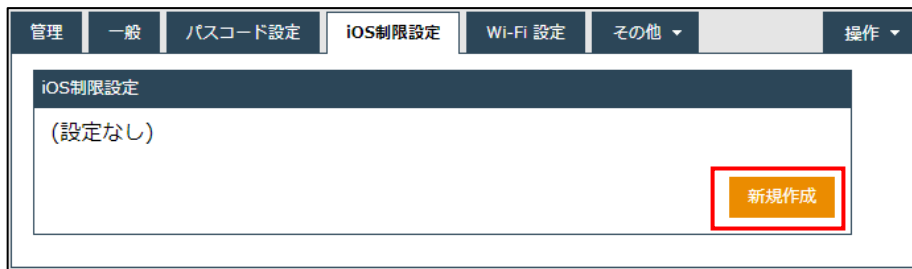 管理 一般 パスコード設定 iOS制限設定 Wi-Fi 設定 その他 ▼ 操作 ▼
iOS制限設定
(設定なし)
新規作成